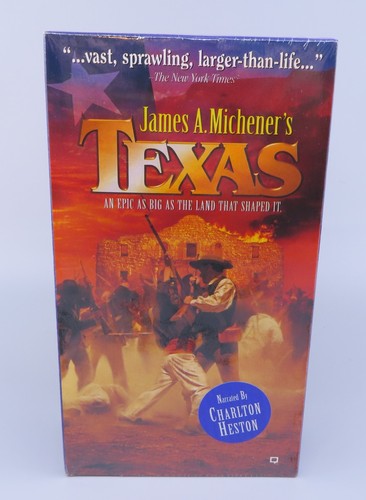 “...vast, sprawling, larger-than-life...”
The New York Times
James A. Michener's
TEXAS
AN EPIC AS BIG AS THE LAND THAT SHAPED IT.
Narrated By
CHARLTON
HESTON